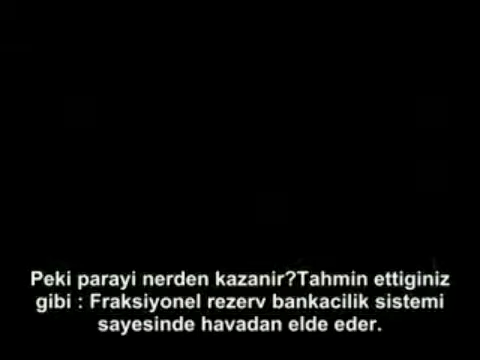 Peki parayi nerden kazanir?Tahmin ettiginiz
gibi : Fraksiyonel rezerv bankacilik sistemi
sayesinde havadan elde eder.